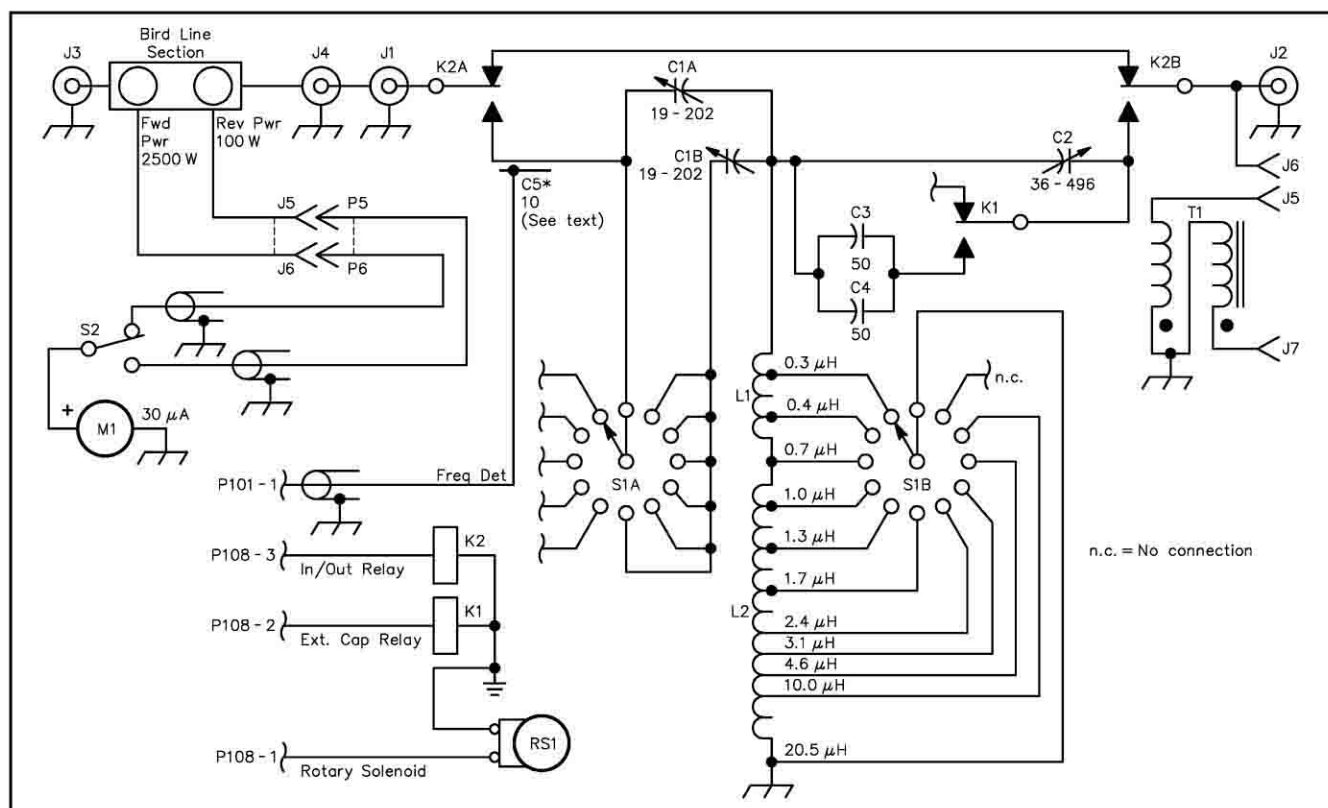 Bird Line
Section
J3
J4
J1
K2A
C1A
19 - 202
K2B
J2
Fwd
Pwr
2500 W
Rev Pwr
100 W
C1B
19 - 202
C2
36 - 496
C5*
10
(See text)
J6
J5
J5
P5
J6
P6
K1
C3
50
C4
50
T1
J7
S2
+
M1
30 μA
0.3 μH
L1
0.4 μH
0.7 μH
1.0 μH
1.3 μH
1.7 μH
L2
2.4 μH
3.1 μH
4.6 μH
10.0 μH
20.5 μH
n.c.
S1A
S1B
P101 - 1
Freq Det
n.c. = No connection
P108 - 3
In/Out Relay
K2
P108 - 2
Ext. Cap Relay
K1
RS1
P108 - 1
Rotary Solenoid